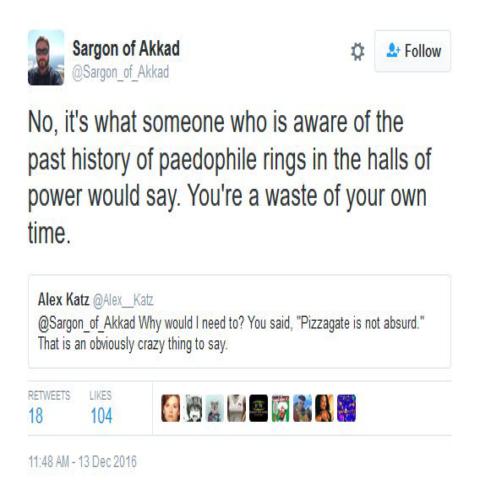 Sargon of Akkad
@Sargon_of_Akkad
Follow
No, it's what someone who is aware of the
past history of paedophile rings in the halls of
power would say. You're a waste of your own
time.
Alex Katz @Alex__Katz
@Sargon_of_Akkad Why would I need to? You said, "Pizzagate is not absurd."
That is an obviously crazy thing to say.
RETWEETS LIKES
18 104
11:48 AM - 13 Dec 2016